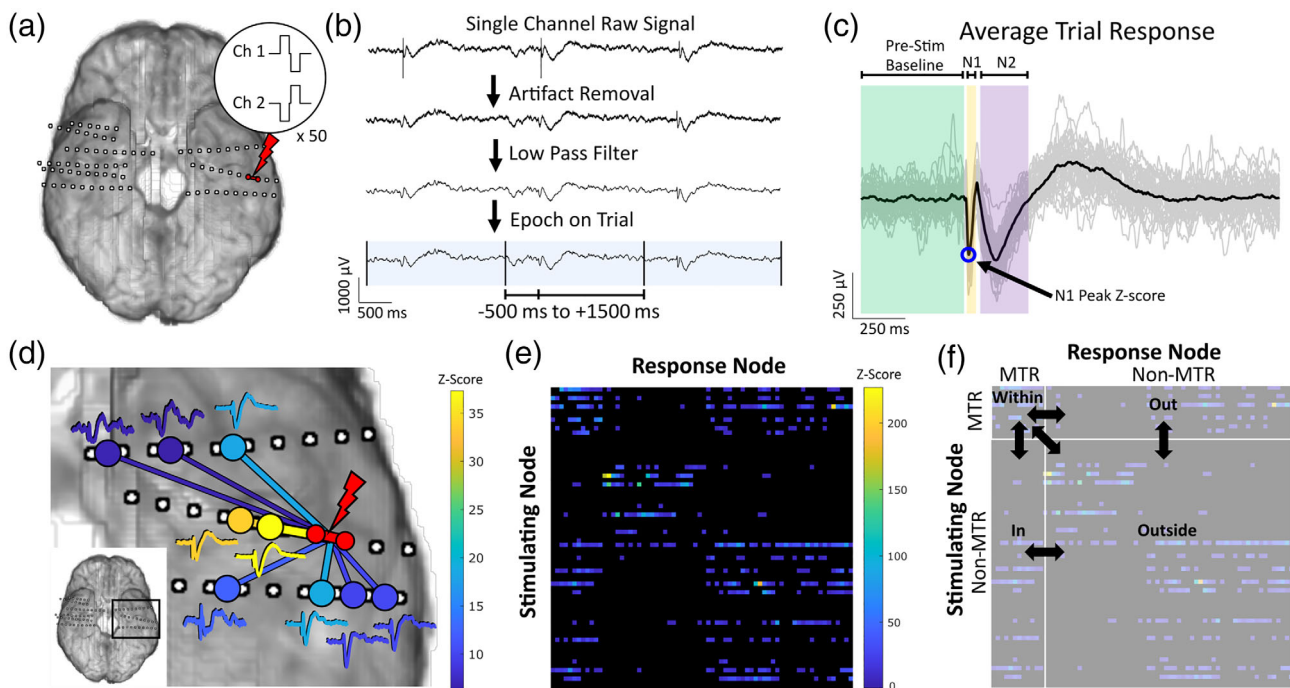 (a)
Ch 1
Ch 2
x 50
(b)
Single Channel Raw Signal
Artifact Removal
Low Pass Filter
Epoch on Trial
1000 µV
500 ms
-500 ms to +1500 ms
(c)
Average Trial Response
Pre-Stim
Baseline
N1
N2
N1 Peak Z-score
250 µV
250 ms
(d)
Z-Score
35
30
25
20
15
10
(e)
Response Node
Stimulating Node
Z-Score
200
150
100
50
0
(f)
Response Node
MTR
Non-MTR
Stimulating Node
MTR
Non-MTR
Within
Out
In
Outside